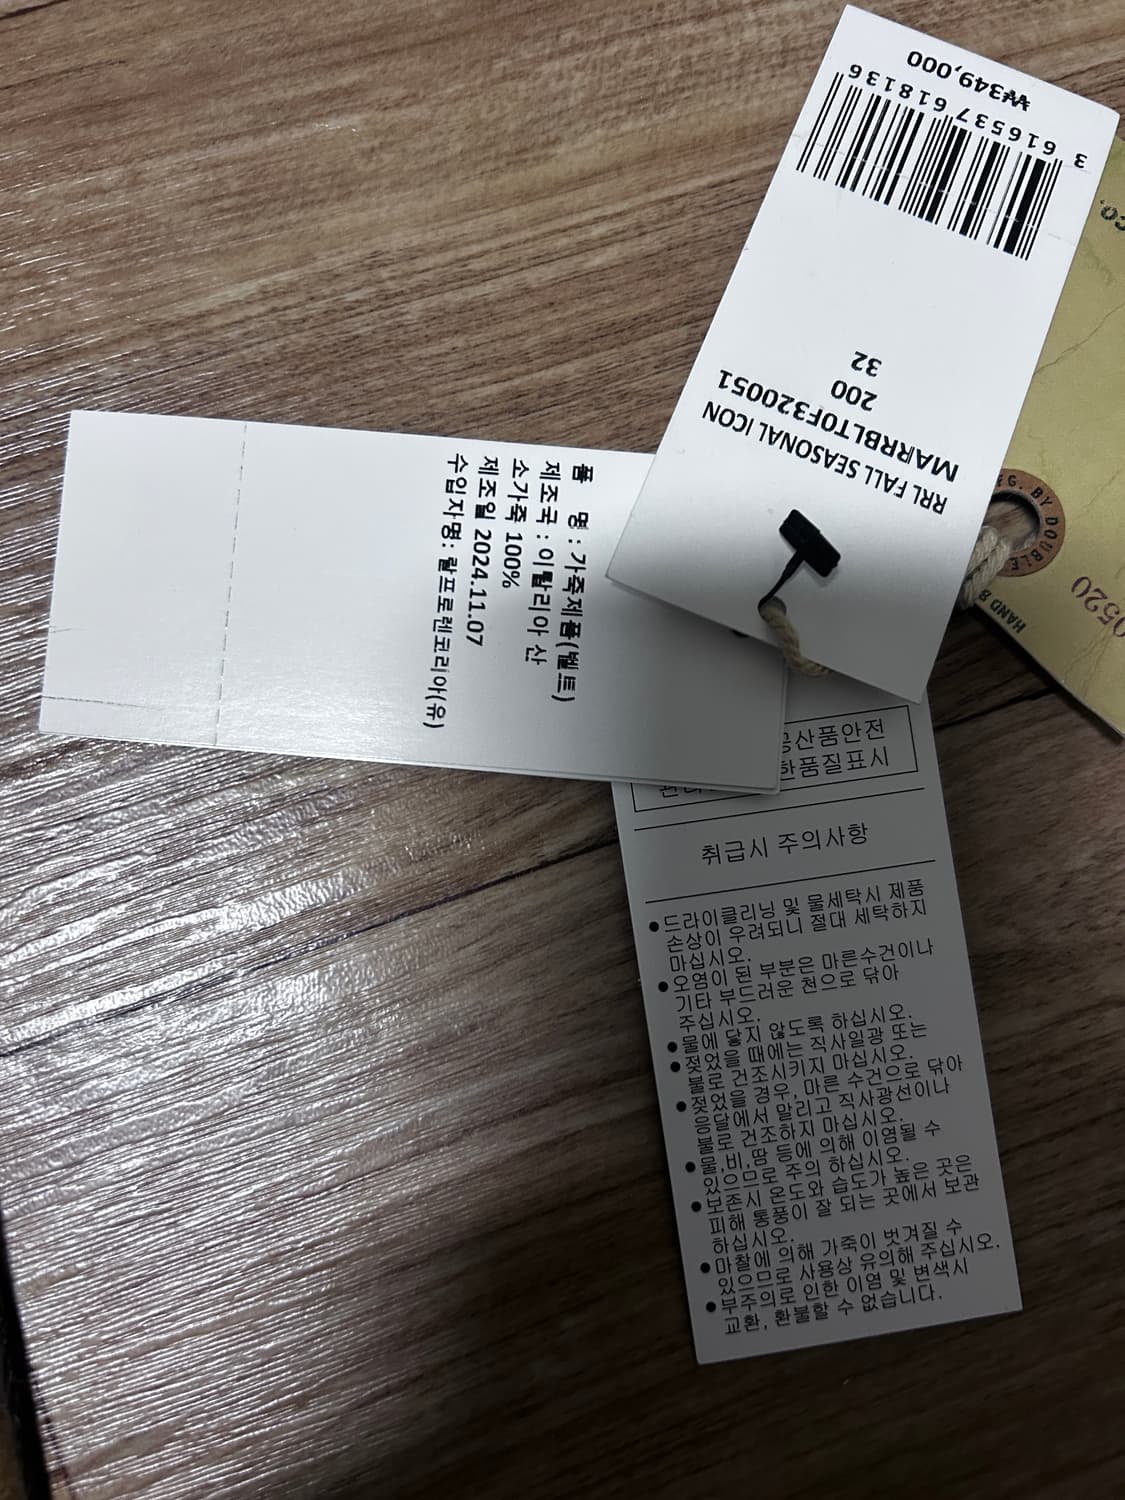 ₩349,000
3 616537 618136
32
200
MARRBLT0F320051
RRL FALL SEASONAL ICON
CO.
G. BY DOUBLE
HAND B
0520
품 명 : 가죽제품(벨트)
제조국 : 이탈리아 산
소가죽 100%
제조일 2024.11.07
수입자명: 랄프로렌코리아(유)
공산품안전
한품질표시
취급시 주의사항
●드라이클리닝 및 물세탁시 제품
손상이 우려되니 절대 세탁하지
마십시오.
●오염이 된 부분은 마른수건이나
기타 부드러운 천으로 닦아
주십시오.
●물에 닿지 않도록 하십시오.
●젖었을 때에는 직사일광 또는
불로 건조시키지 마십시오.
●젖었을 경우, 마른 수건으로 닦아
응달에서 말리고 직사광선이나
불로 건조하지 마십시오.
●물,비,땀 등에 의해 이염될 수
있으므로 주의 하십시오.
●보존시 온도와 습도가 높은 곳은
피해 통풍이 잘 되는 곳에서 보관
하십시오.
●마찰에 의해 가죽이 벗겨질 수
있으므로 사용상 유의해 주십시오.
●부주의로 인한 이염 및 변색시
교환, 환불할 수 없습니다.